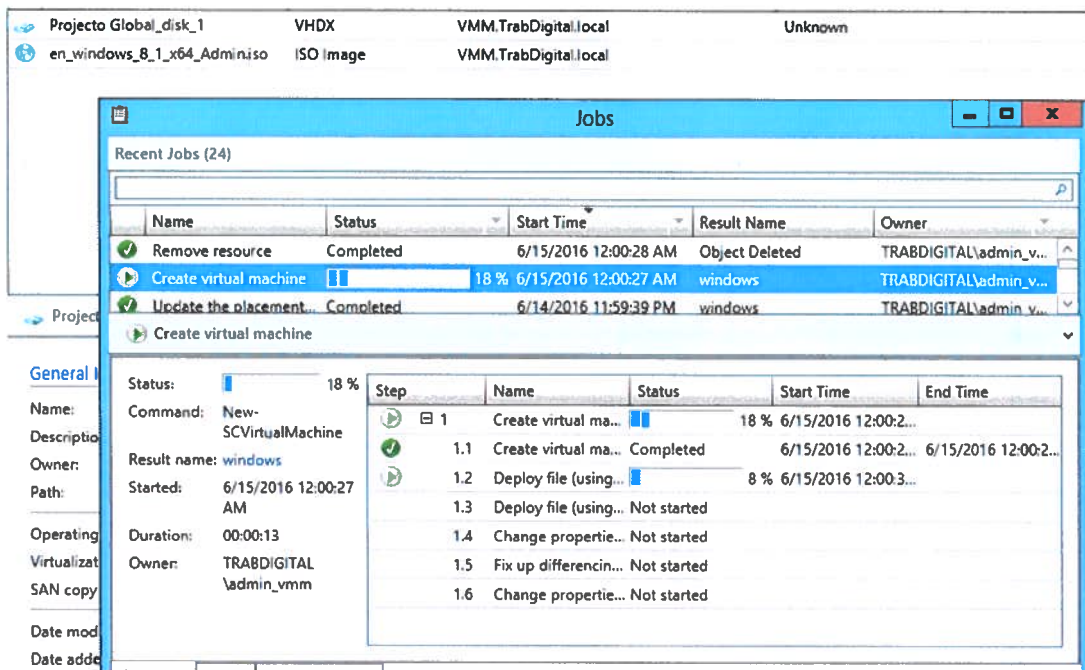 Projecto Global_disk_1 VHDX VMM.TrabDigital.local Unknown
en_windows_8_1_x64_Admin.iso ISO Image VMM.TrabDigital.local
Jobs
Recent Jobs (24)
Name Status Start Time Result Name Owner
Remove resource Completed 6/15/2016 12:00:28 AM Object Deleted TRABDIGITAL\admin_v...
Create virtual machine 18 % 6/15/2016 12:00:27 AM windows TRABDIGITAL\admin_v...
Update the placement... Completed 6/14/2016 11:59:39 PM windows TRABDIGITAL\admin_v...
Project
Create virtual machine
General
Status: 18 %
Step Name Status Start Time End Time
Name:
Command: New-SCVirtualMachine
1 Create virtual ma... 18 % 6/15/2016 12:00:2...
Descriptio
1.1 Create virtual ma... Completed 6/15/2016 12:00:2... 6/15/2016 12:00:2...
Owner:
Result name: windows
1.2 Deploy file (using... 8 % 6/15/2016 12:00:3...
Path:
Started: 6/15/2016 12:00:27 AM
1.3 Deploy file (using... Not started
Operating
Duration: 00:00:13
1.4 Change propertie... Not started
Virtualizat
Owner: TRABDIGITAL\admin_vmm
1.5 Fix up differencin... Not started
SAN copy
1.6 Change propertie... Not started
Date mod
Date adde